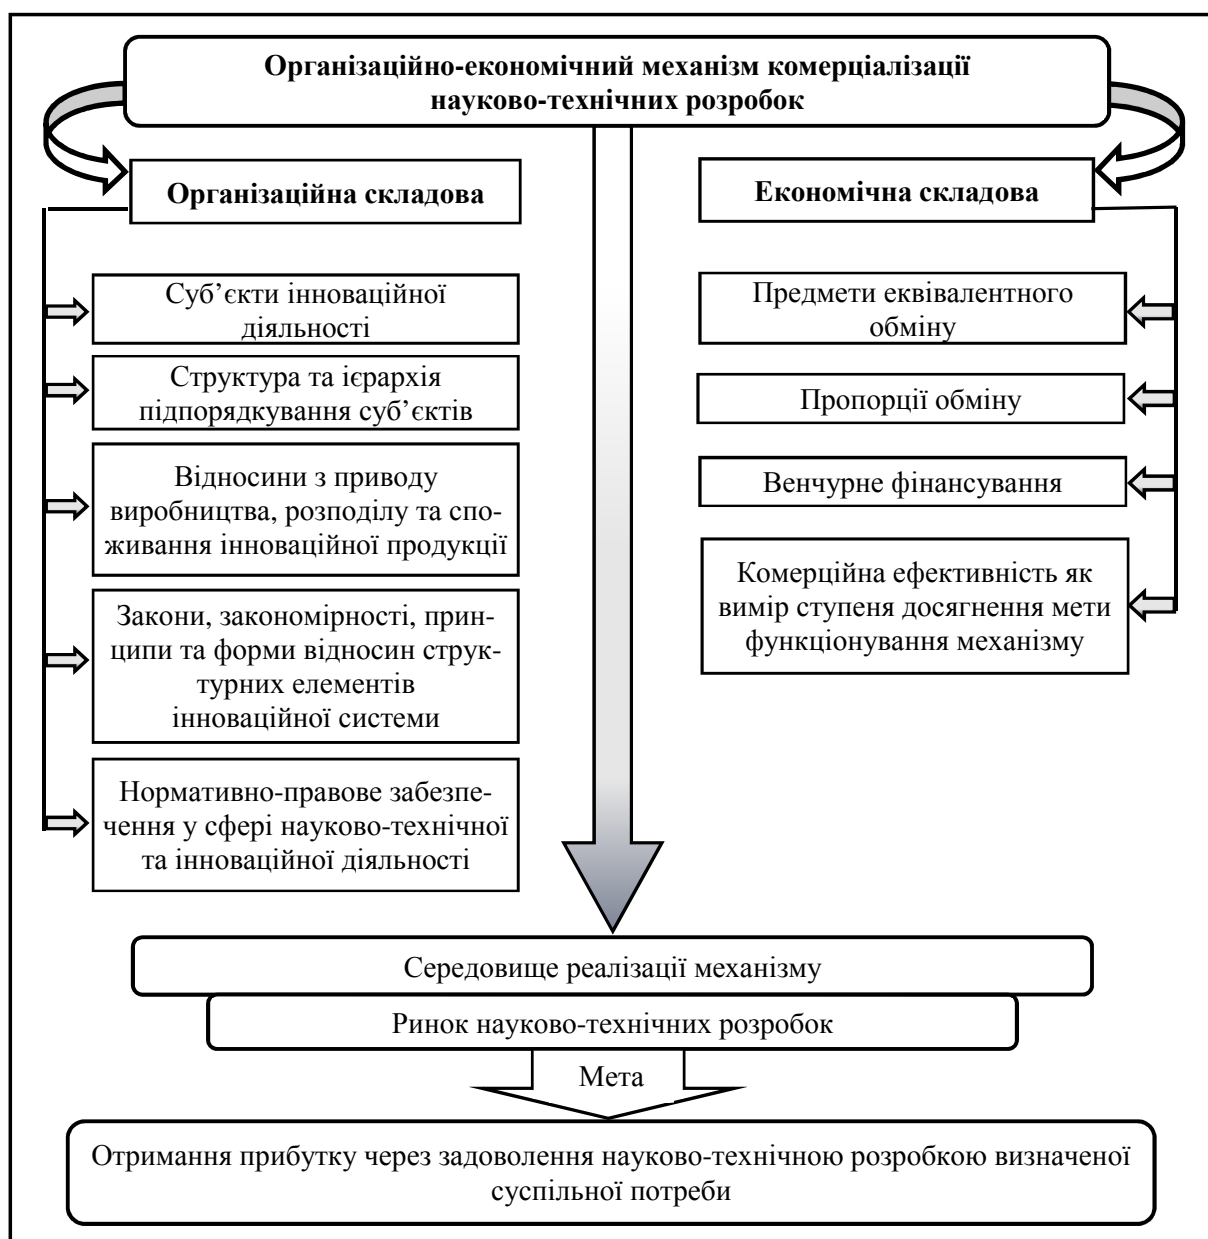 Організаційно-економічний механізм комерціалізації
науково-технічних розробок
Організаційна складова
Суб’єкти інноваційної
діяльності
Структура та ієрархія
підпорядкування суб’єктів
Відносини з приводу
виробництва, розподілу та спо-
живання інноваційної продукції
Закони, закономірності, прин-
ципи та форми відносин струк-
турних елементів
інноваційної системи
Нормативно-правове забезпе-
чення у сфері науково-технічної
та інноваційної діяльності
Економічна складова
Предмети еквівалентного
обміну
Пропорції обміну
Венчурне фінансування
Комерційна ефективність як
вимір ступеня досягнення мети
функціонування механізму
Середовище реалізації механізму
Ринок науково-технічних розробок
Мета
Отримання прибутку через задоволення науково-технічною розробкою визначеної
суспільної потреби